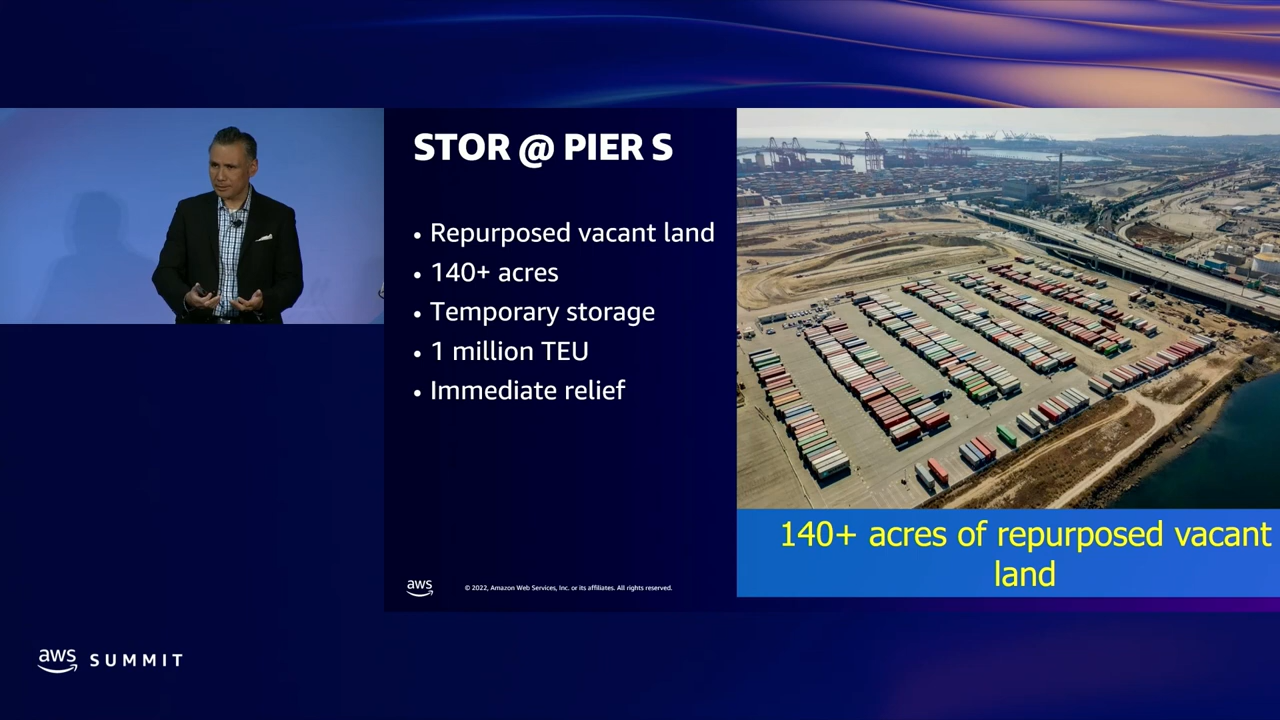 STOR @ PIER S
• Repurposed vacant land
• 140+ acres
• Temporary storage
• 1 million TEU
• Immediate relief
140+ acres of repurposed vacant
land
aws
© 2022, Amazon Web Services, Inc. or its affiliates. All rights reserved.
aws SUMMIT